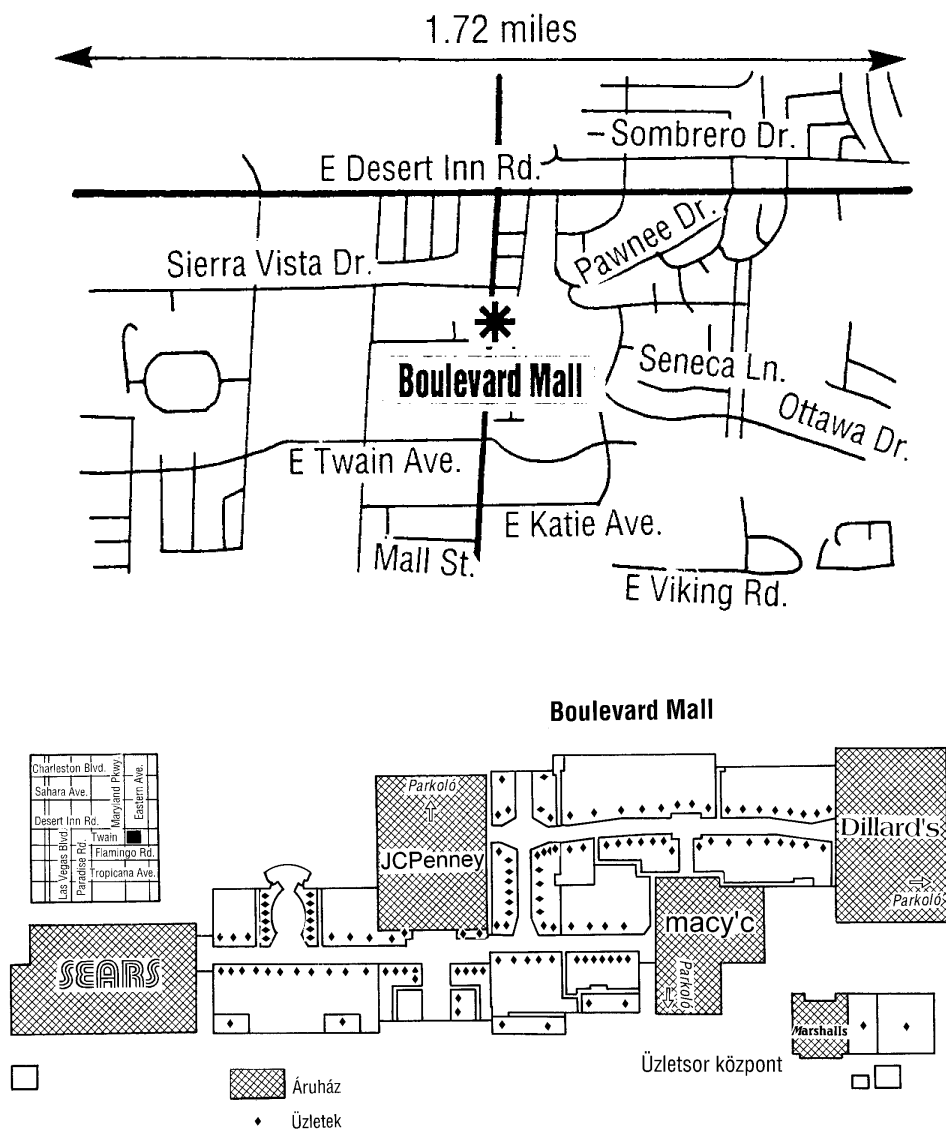 1.72 miles
Sombrero Dr.
E Desert Inn Rd.
Pawnee Dr.
Sierra Vista Dr.
Boulevard Mall
Seneca Ln.
Ottawa Dr.
E Twain Ave.
E Katie Ave.
Mall St.
E Viking Rd.
Boulevard Mall
Charleston Blvd.
Sahara Ave.
Desert Inn Rd.
Twain
Flamingo Rd.
Tropicana Ave.
Las Vegas Blvd.
Paradise Rd.
Maryland Pkwy.
Eastern Ave.
Parkoló
JCPenney
Dillard's
Parkoló
macy'c
Parkoló
SEARS
Marshalls
Üzletsor központ
Áruház
Üzletek